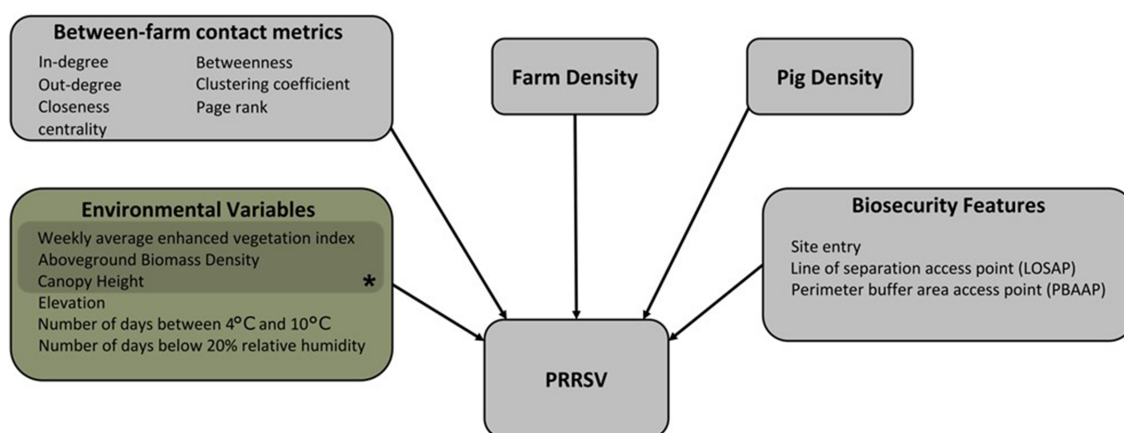 Between-farm contact metrics
In-degree
Out-degree
Closeness
centrality
Betweenness
Clustering coefficient
Page rank
Farm Density
Pig Density
Environmental Variables
Weekly average enhanced vegetation index
Aboveground Biomass Density
Canopy Height *
Elevation
Number of days between 4°C and 10°C
Number of days below 20% relative humidity
Biosecurity Features
Site entry
Line of separation access point (LOSAP)
Perimeter buffer area access point (PBAAP)
PRRSV